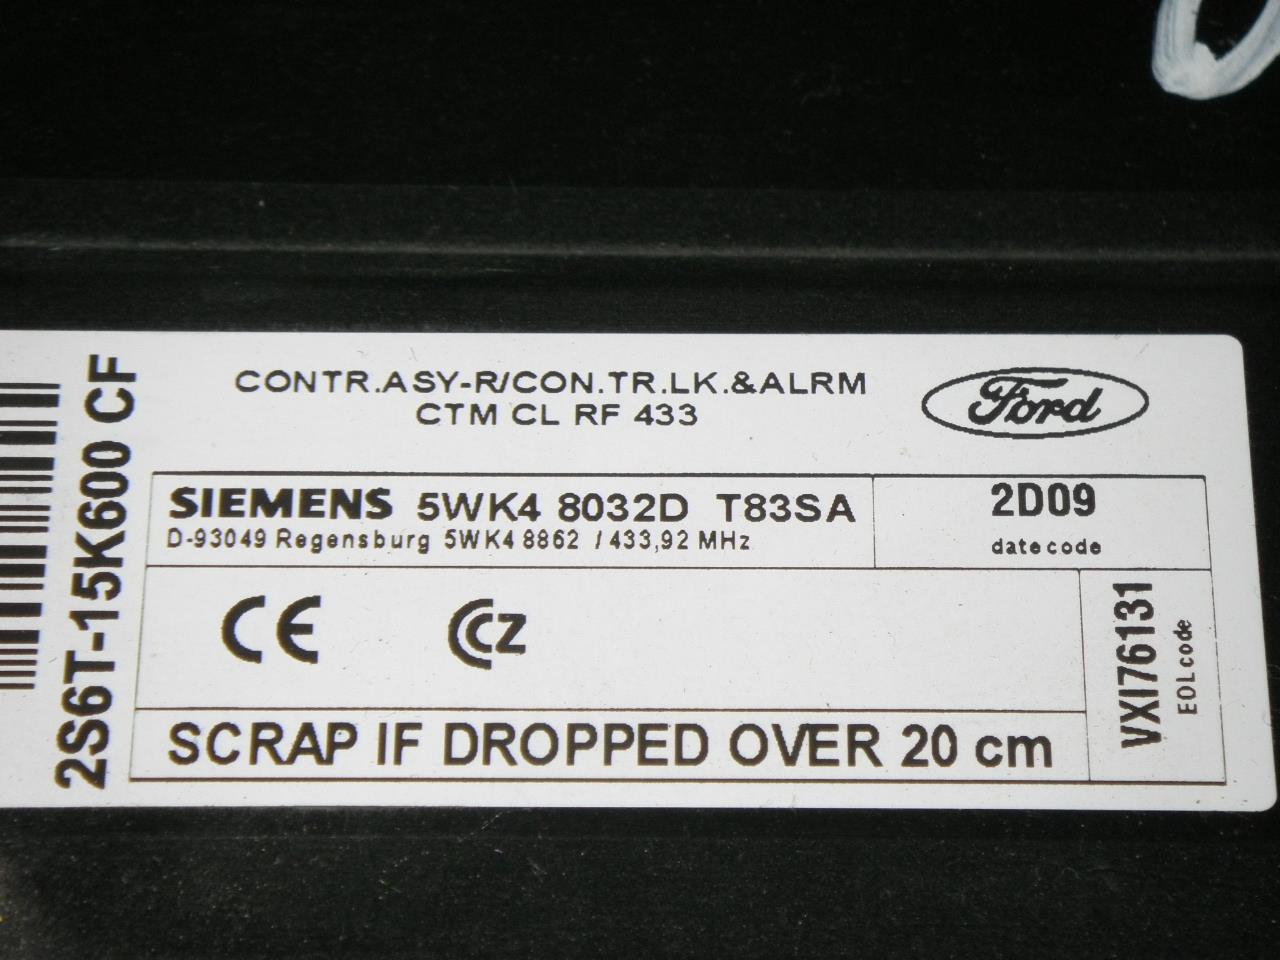 CONTR.ASY-R/CON.TR.LK.&ALRM
CTM CL RF 433
Ford
2S6T-15K600 CF
SIEMENS 5WK4 8032D T83SA
D-93049 Regensburg 5WK4 8862 / 433,92 MHz
2D09
datecode
CE CZ
VXI76131
EOLcode
SCRAP IF DROPPED OVER 20 cm